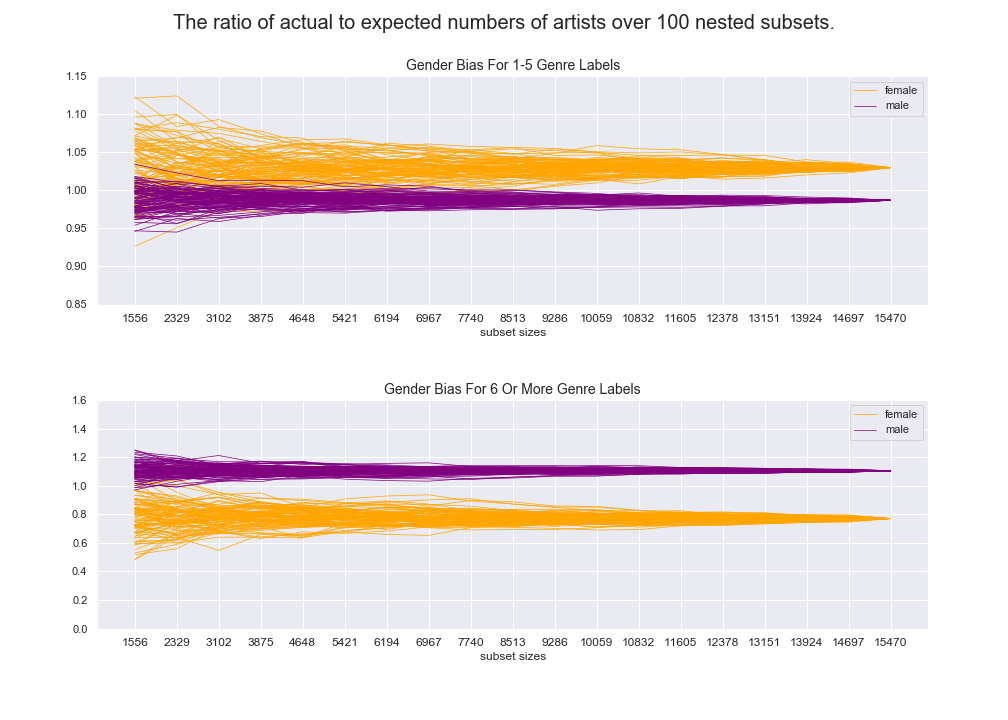 The ratio of actual to expected numbers of artists over 100 nested subsets.
Gender Bias For 1-5 Genre Labels
1.15
1.10
1.05
1.00
0.95
0.90
0.85
female
male
1556 2329 3102 3875 4648 5421 6194 6967 7740 8513 9286 10059 10832 11605 12378 13151 13924 14697 15470
subset sizes
Gender Bias For 6 Or More Genre Labels
1.6
1.4
1.2
1.0
0.8
0.6
0.4
0.2
0.0
female
male
1556 2329 3102 3875 4648 5421 6194 6967 7740 8513 9286 10059 10832 11605 12378 13151 13924 14697 15470
subset sizes